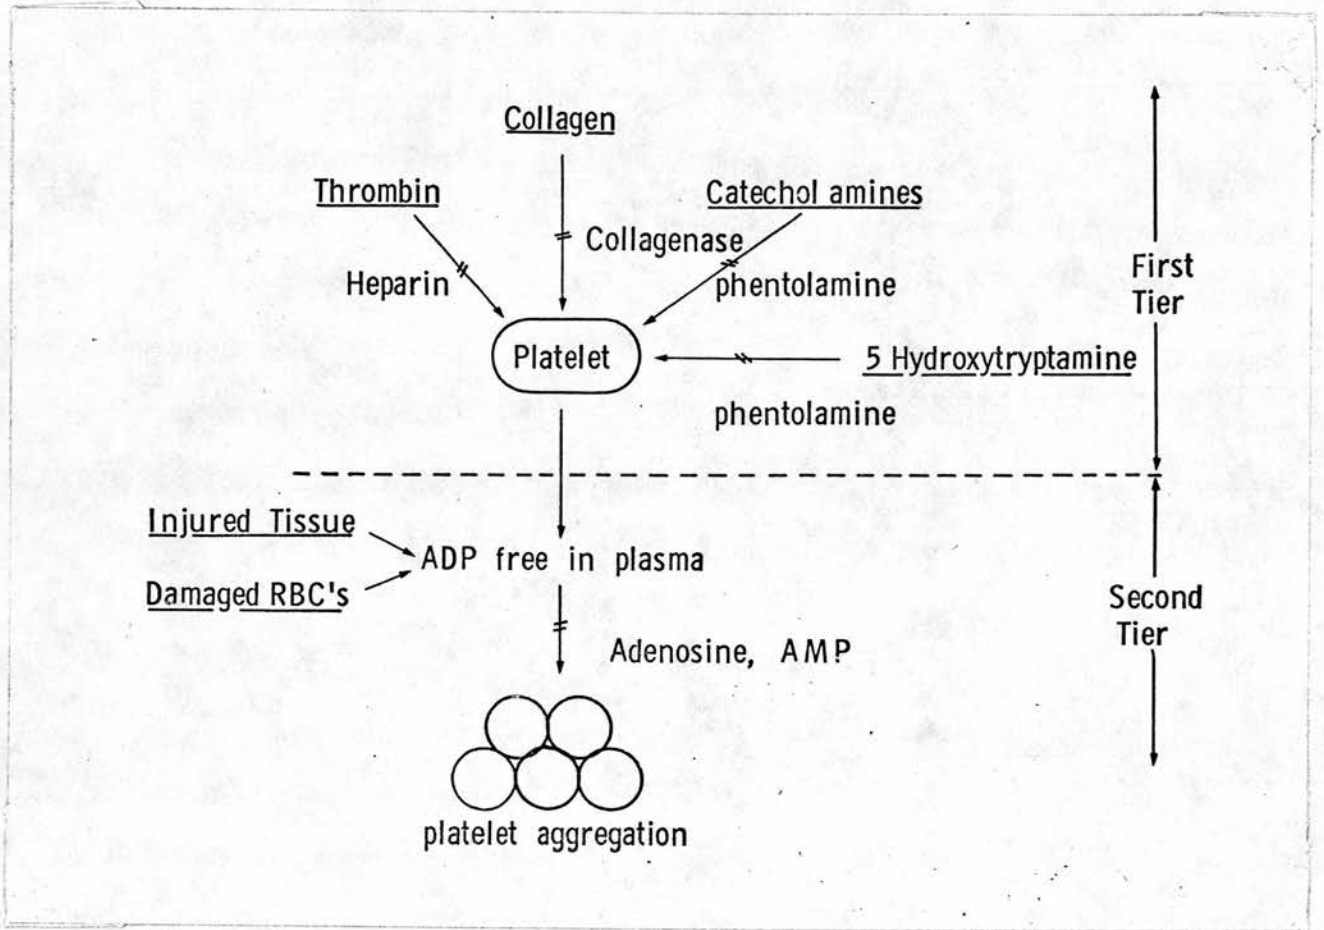 Collagen
Thrombin
Catechol amines
Collagenase
Heparin
phentolamine
First
Tier
Platelet
5 Hydroxytryptamine
phentolamine
Injured Tissue
ADP free in plasma
Damaged RBC's
Second
Tier
Adenosine, AMP
platelet aggregation